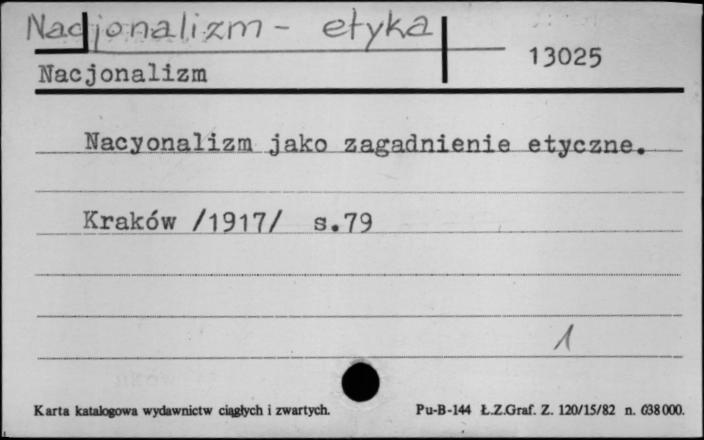 Nacjonalizm - etyka
13025
Nacjonalizm
Nacyonalizm jako zagadnienie etyczne.
Kraków /1917/ s.79
1
Karta katalogowa wydawnictw ciągłych i zwartych.
Pu-B-144 Ł.Z.Graf. Z. 120/15/82 n. 638 000.